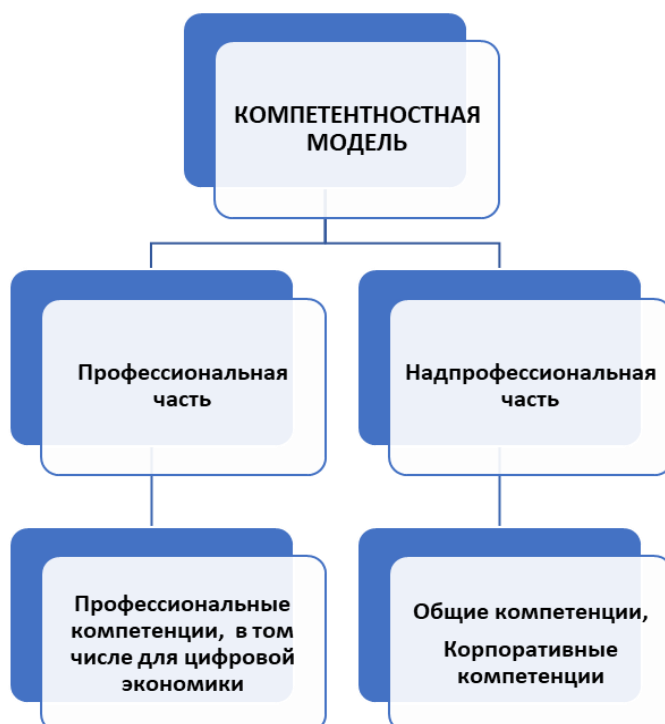 КОМПЕТЕНТНОСТНАЯ
МОДЕЛЬ
Профессиональная
часть
Надпрофессиональная
часть
Профессиональные
компетенции, в том
числе для цифровой
экономики
Общие компетенции,
Корпоративные
компетенции